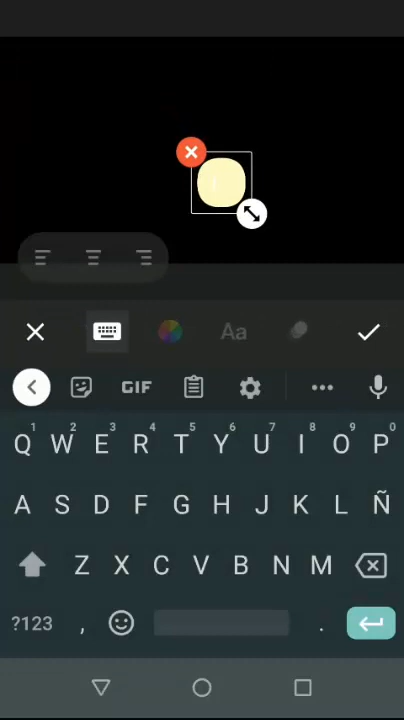 Aa
GIF
1 2 3 4 5 6 7 8 9 0
Q W E R T Y U I O P
A S D F G H J K L Ñ
Z X C V B N M
?123 , .